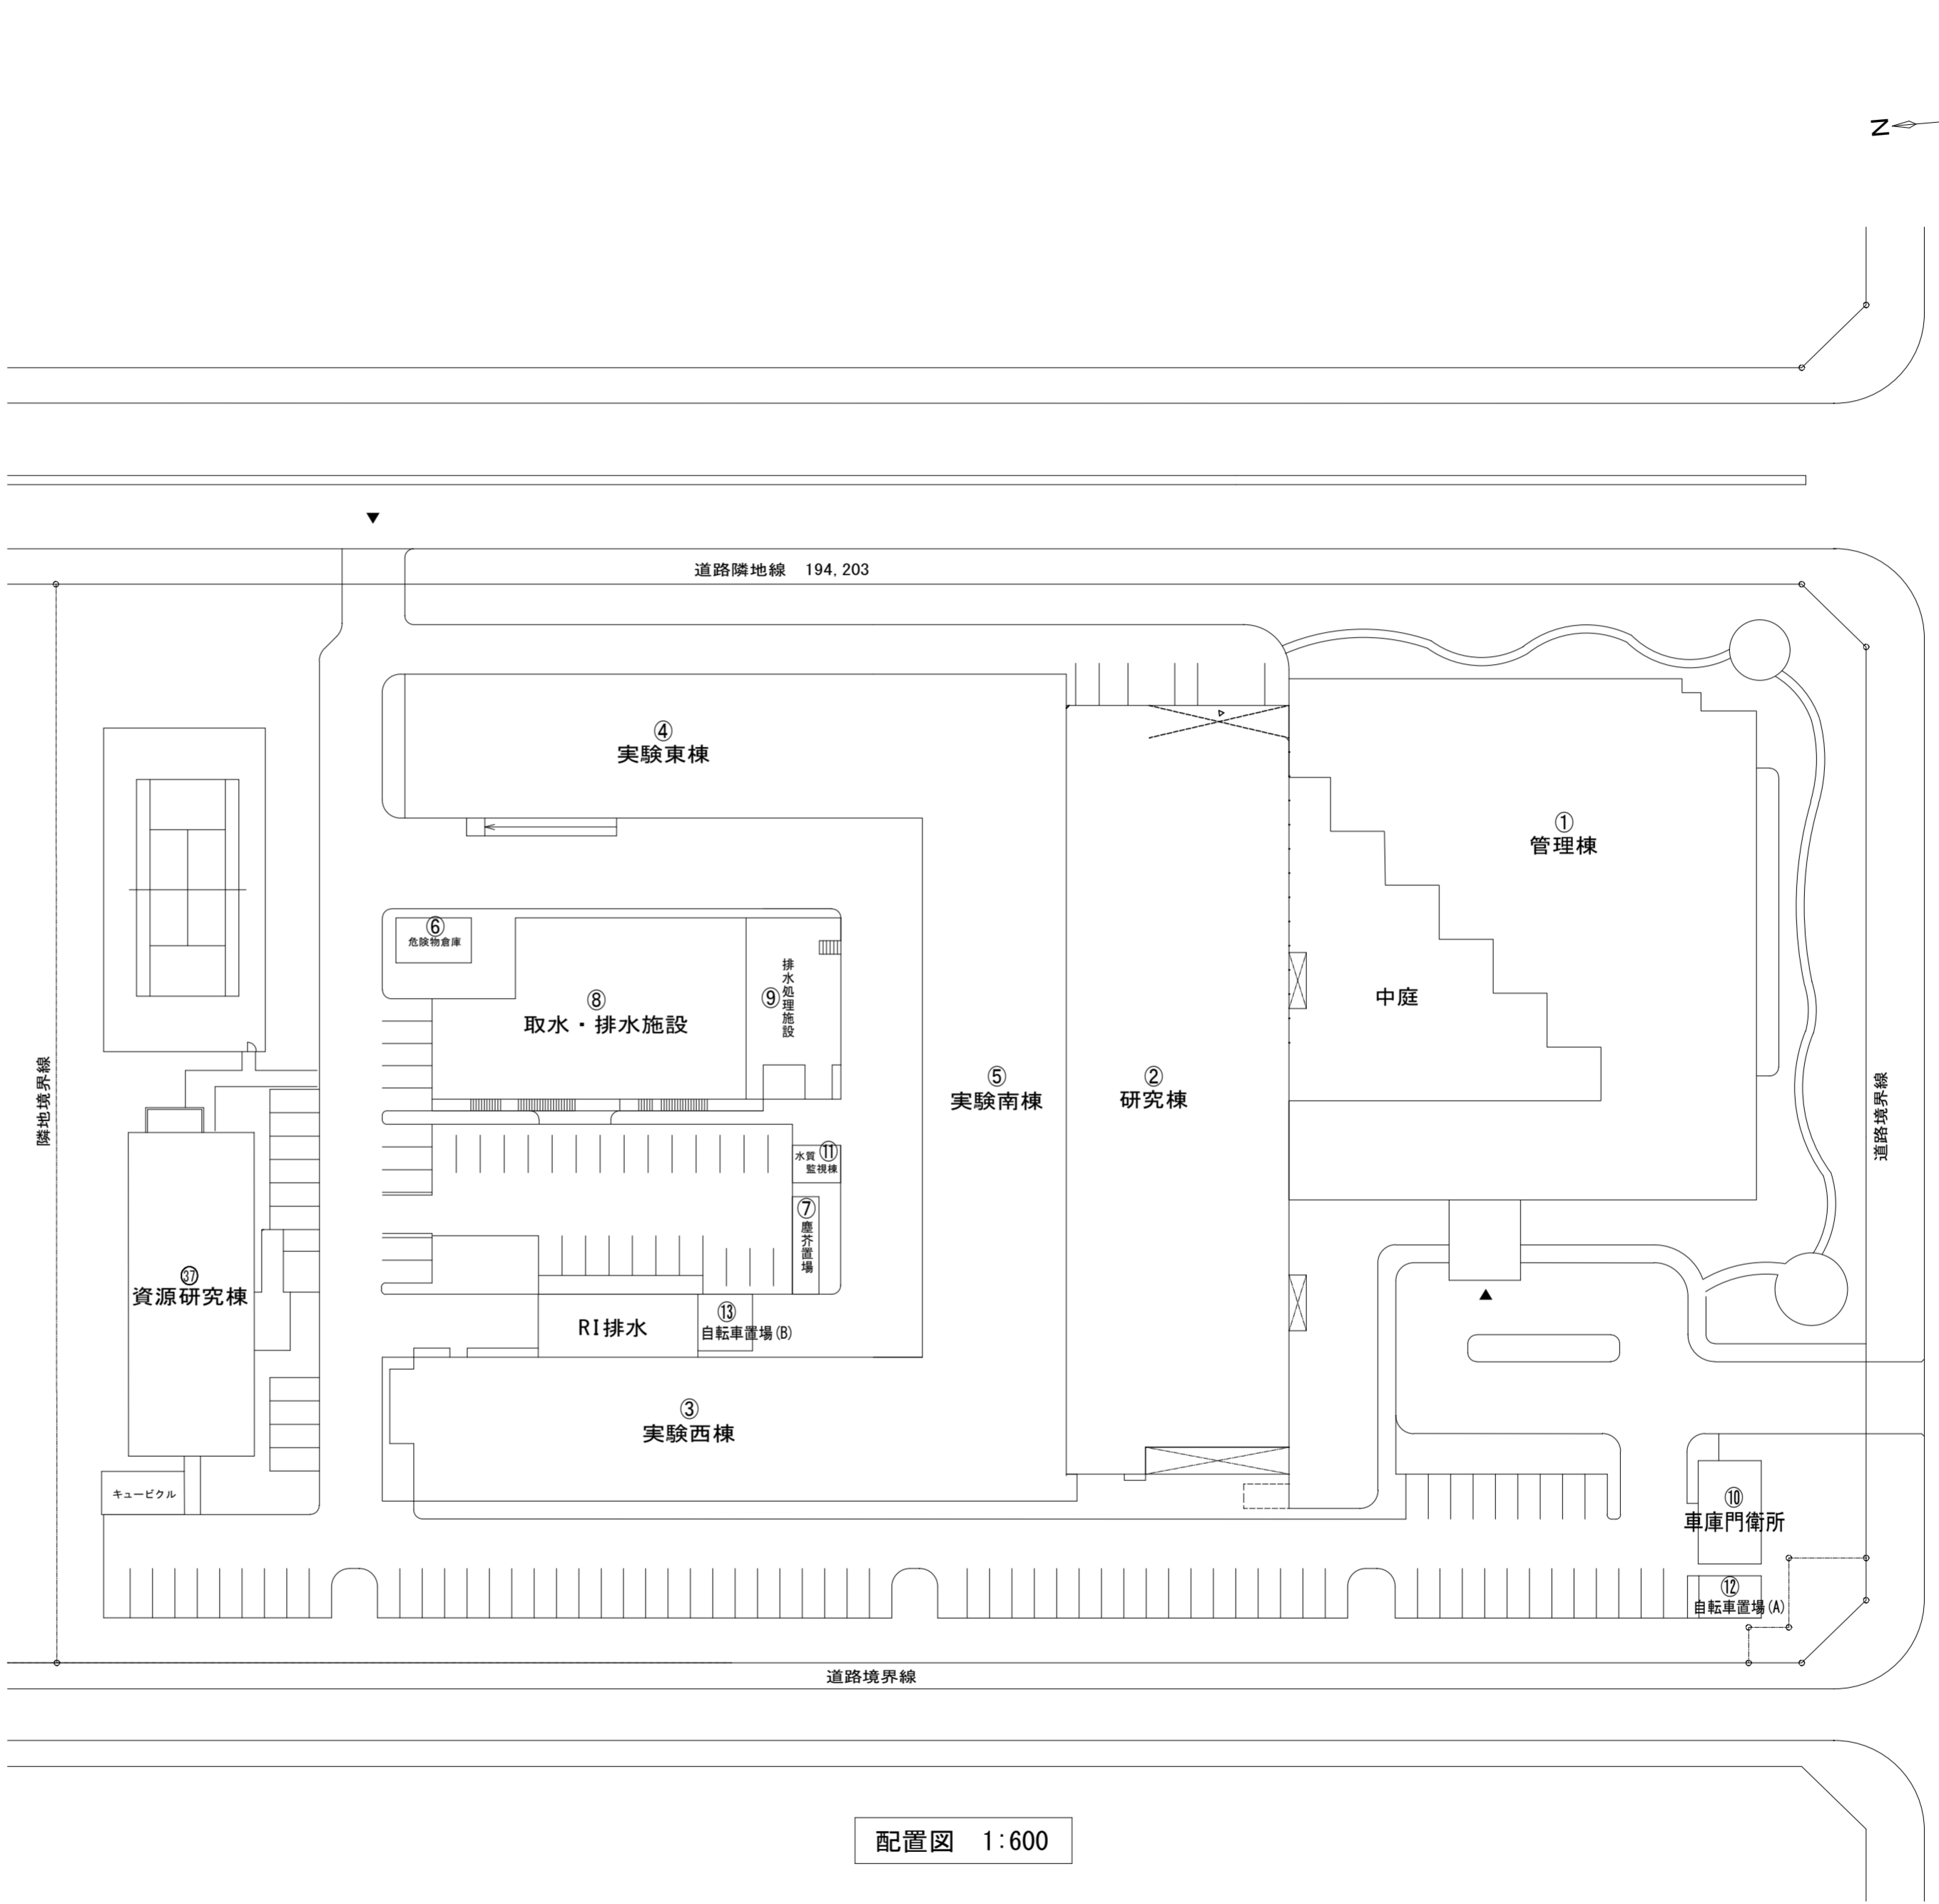 N
道路隣地線 194,203
④
実験東棟
①
管理棟
⑥
危険物倉庫
⑧
取水・排水施設
⑨
排水処理施設
中庭
隣地境界線
⑤
実験南棟
②
研究棟
道路境界線
⑪
水質
監視棟
⑦
塵芥置場
㊲
資源研究棟
RI排水
⑬
自転車置場(B)
③
実験西棟
キュービクル
⑩
車庫門衛所
⑫
自転車置場(A)
道路境界線
配置図 1:600